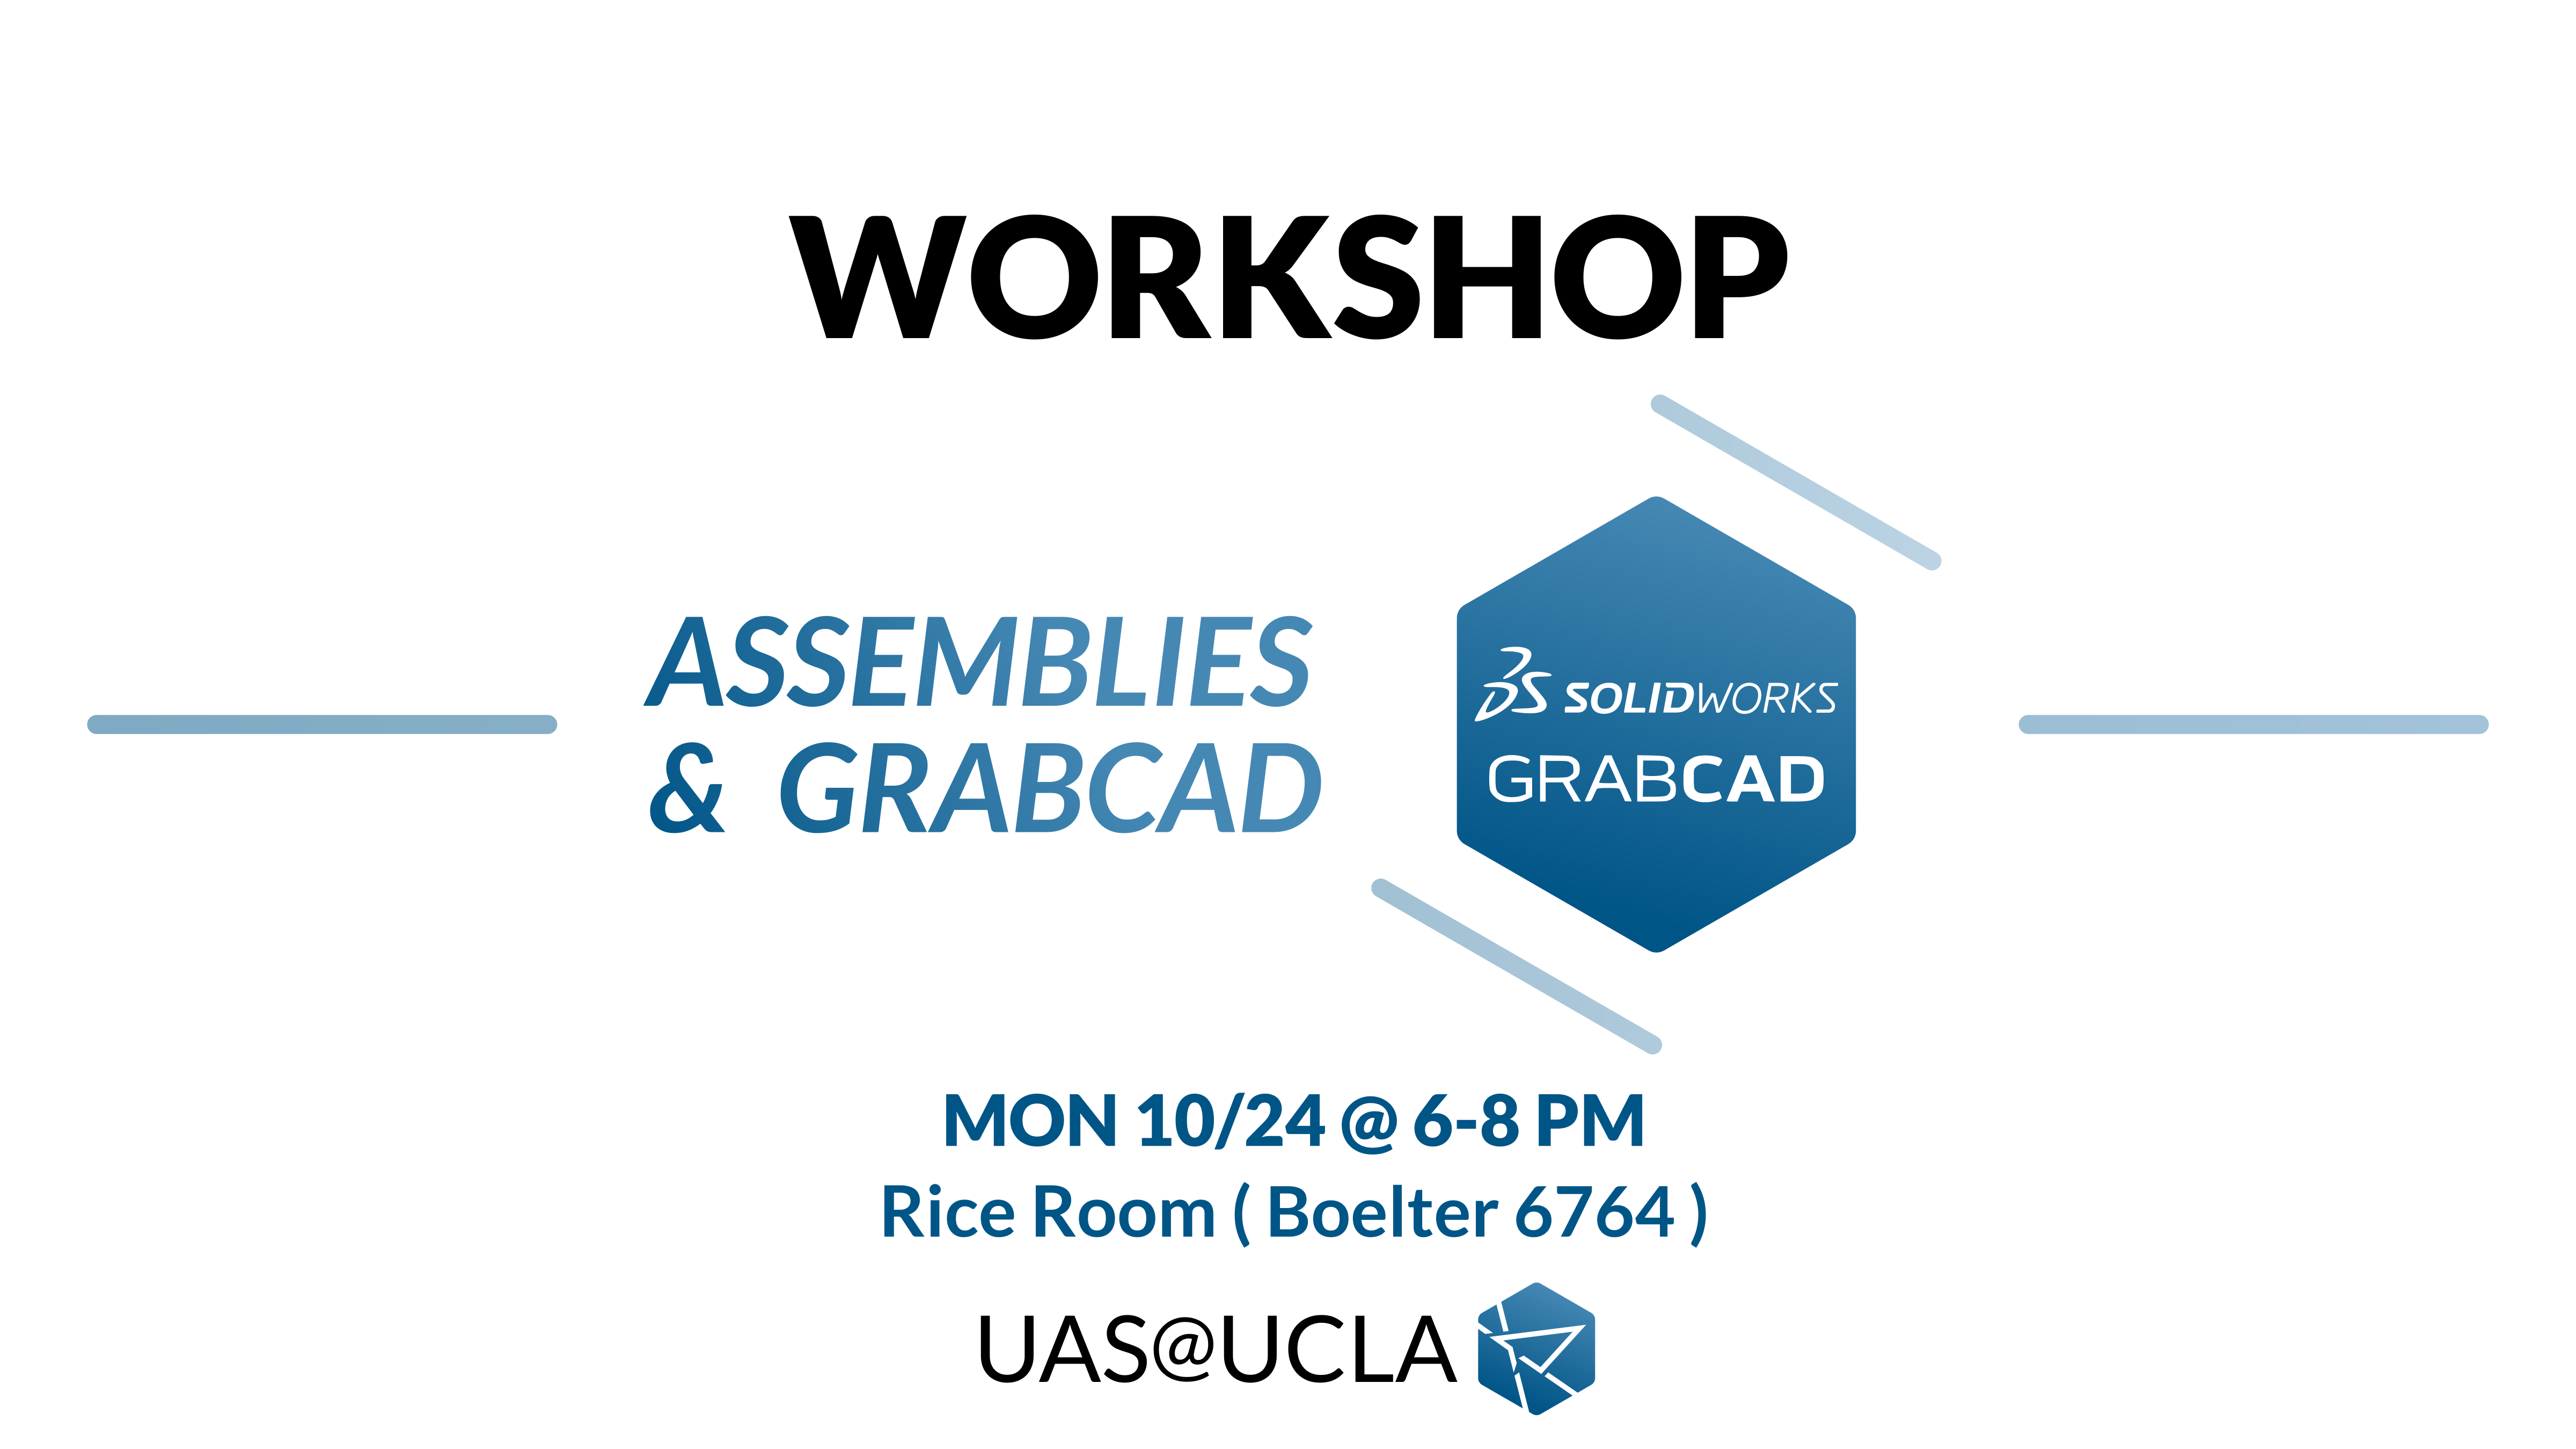 WORKSHOP
ASSEMBLIES
& GRABCAD
3DS SOLIDWORKS
GRABCAD
MON 10/24 @ 6-8 PM
Rice Room ( Boelter 6764 )
UAS@UCLA